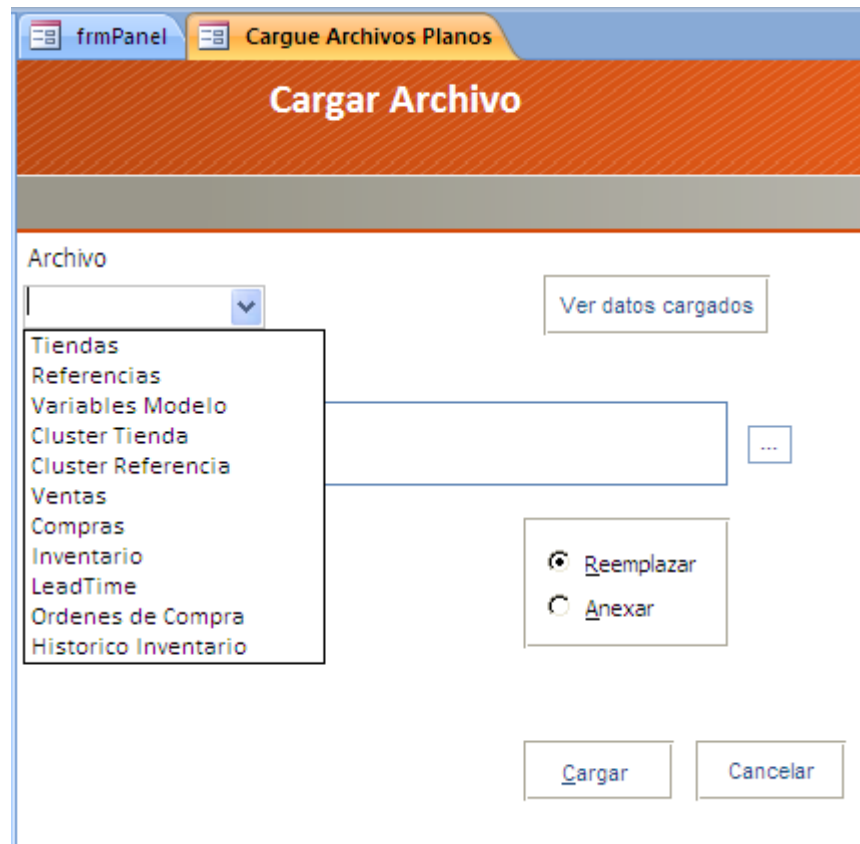 frmPanel Cargue Archivos Planos
Cargar Archivo
Archivo
Ver datos cargados
Tiendas
Referencias
Variables Modelo
Cluster Tienda
Cluster Referencia
Ventas
Compras
Inventario
LeadTime
Ordenes de Compra
Historico Inventario
...
Reemplazar
Anexar
Cargar Cancelar